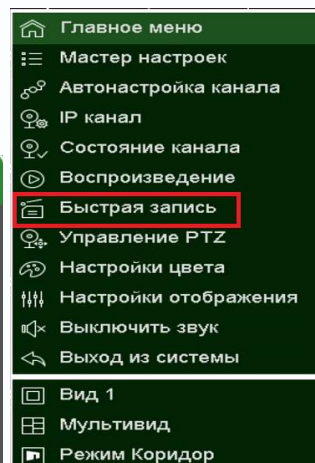 Главное меню
Мастер настроек
Автонастройка канала
IP канал
Состояние канала
Воспроизведение
Быстрая запись
Управление PTZ
Настройки цвета
Настройки отображения
Выключить звук
Выход из системы
Вид 1
Мультивид
Режим Коридор